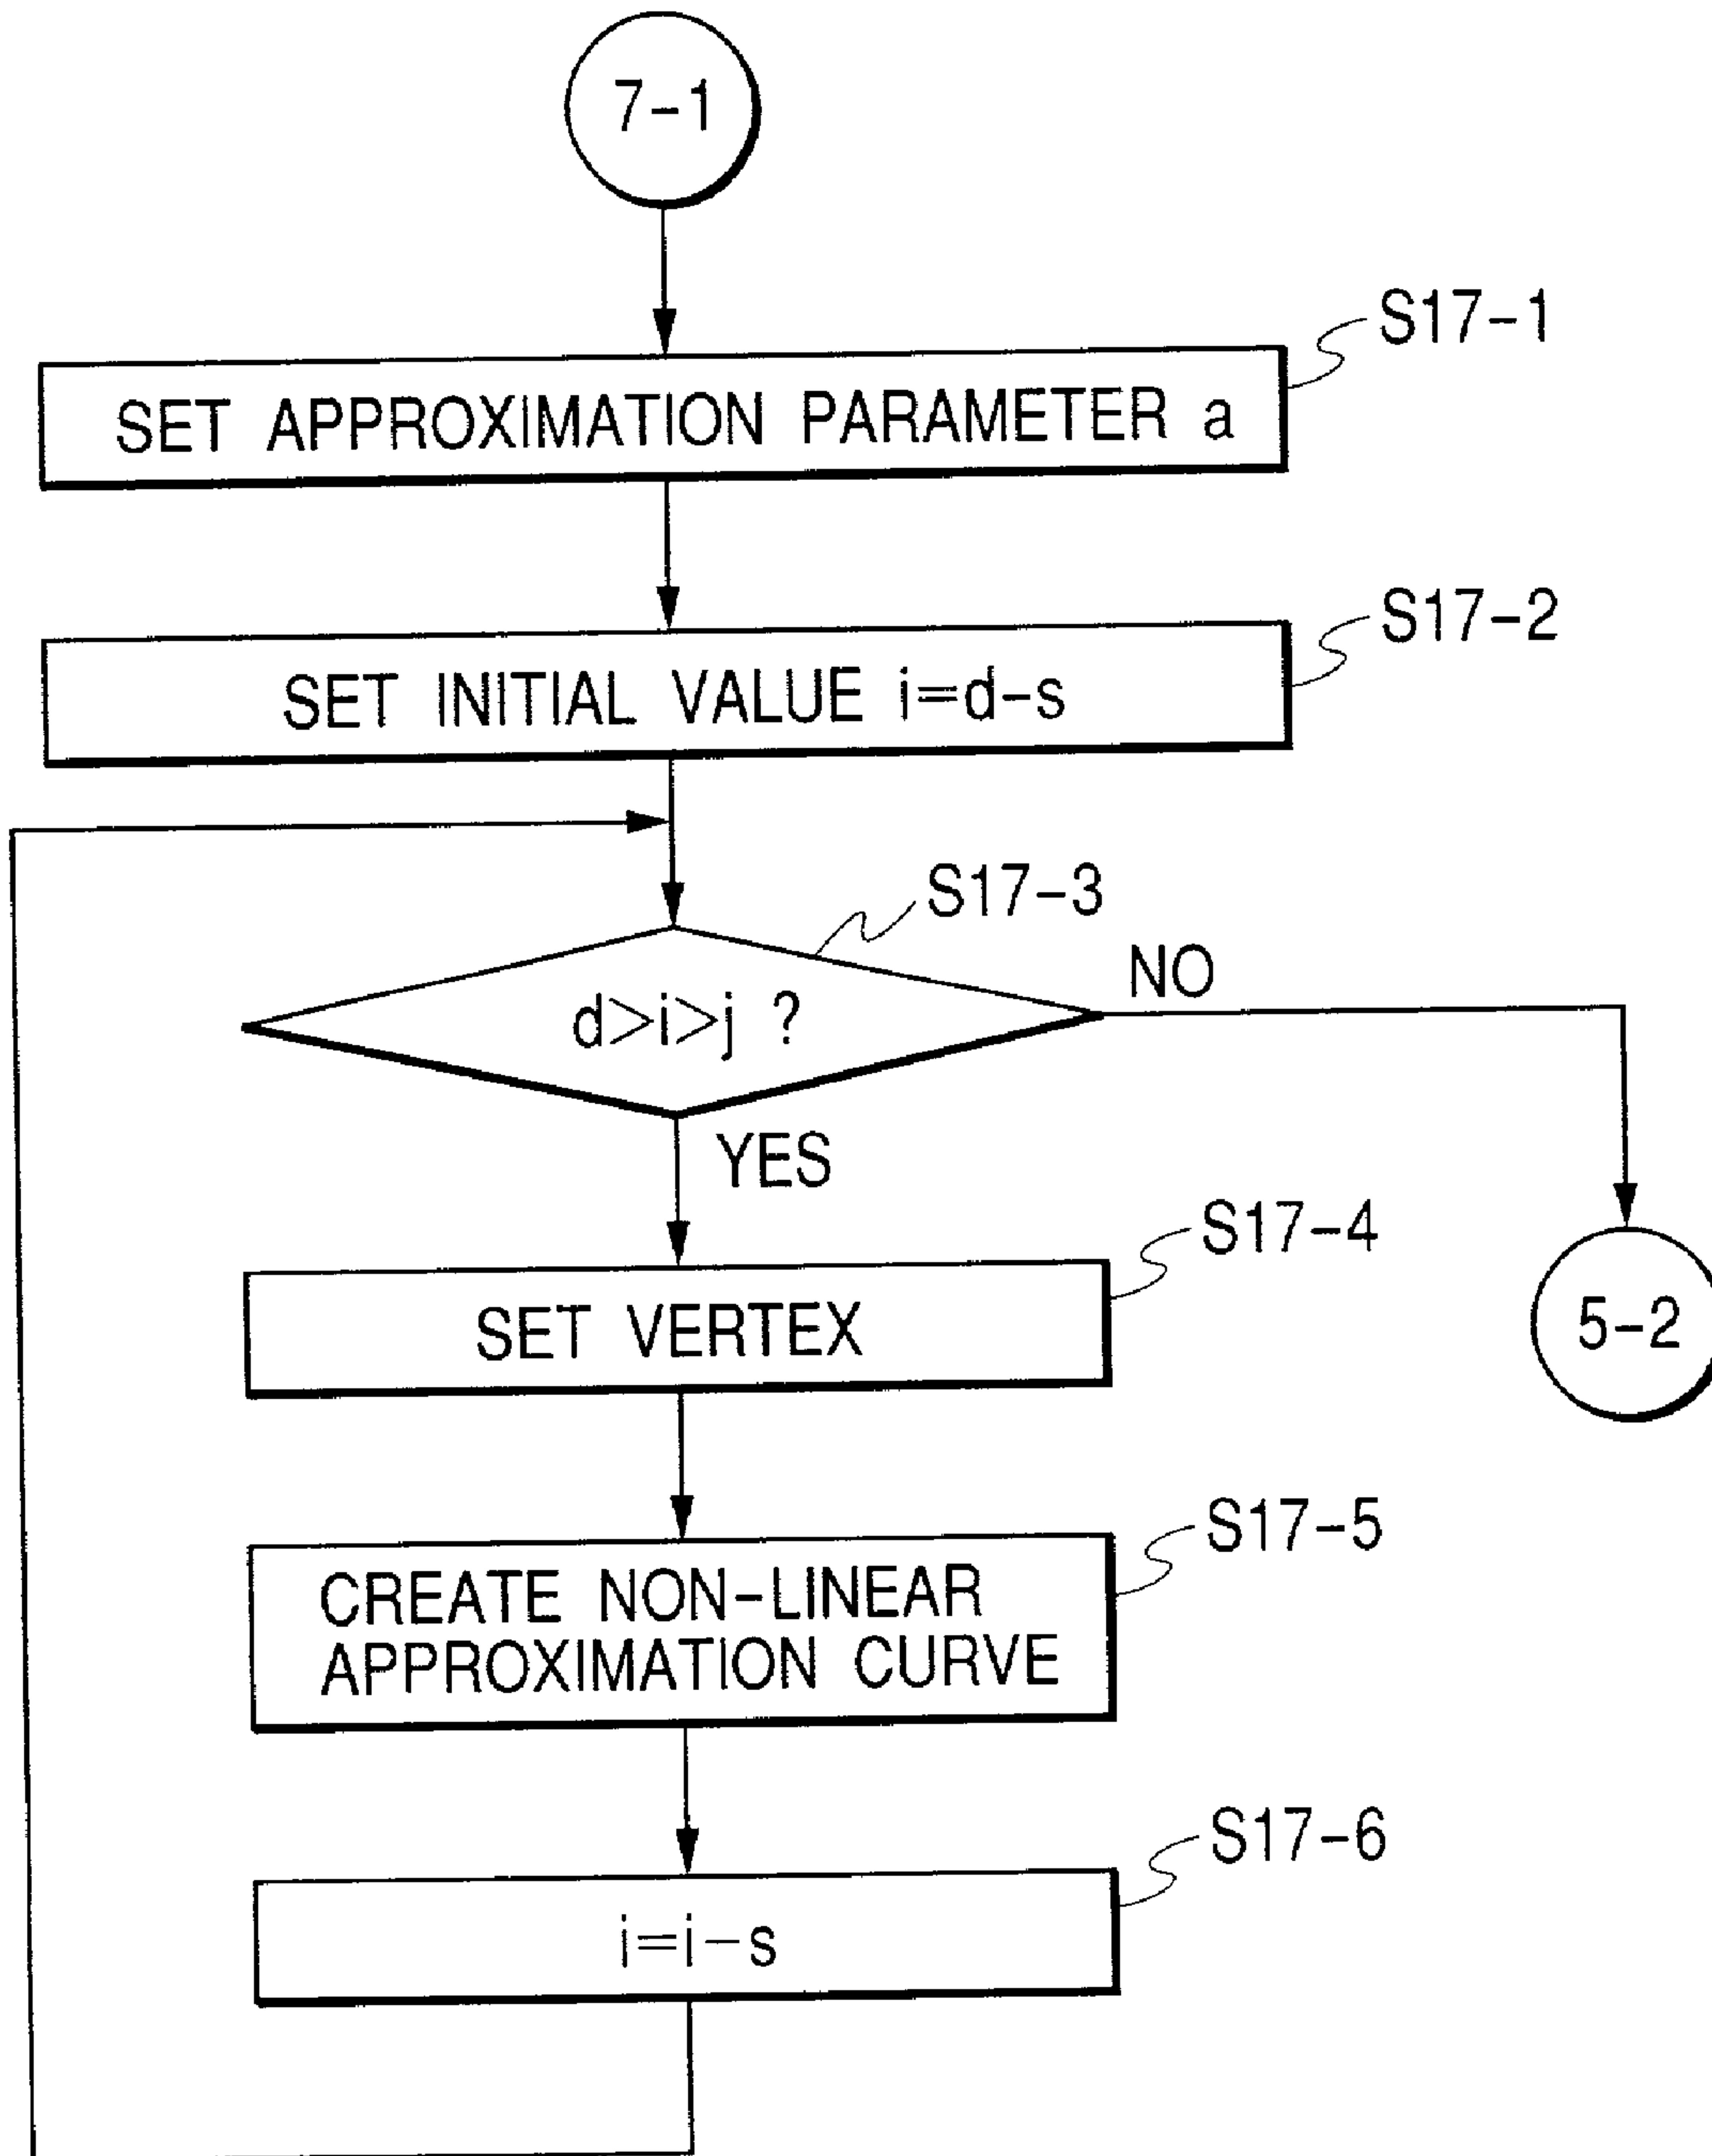 7-1
S17-1
SET APPROXIMATION PARAMETER a
S17-2
SET INITIAL VALUE i=d-s
S17-3
d>i>j ?
NO
YES
S17-4
SET VERTEX
5-2
S17-5
CREATE NON-LINEAR
APPROXIMATION CURVE
S17-6
i=i-s